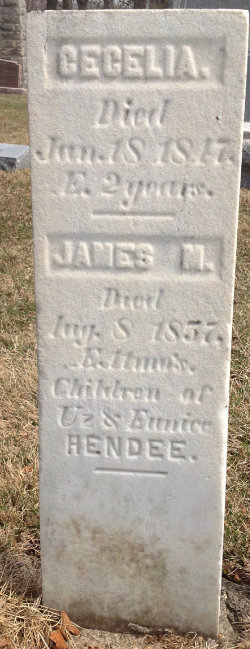 CECELIA.
Died
Jan. 18 1847.
E. 2 years.
JAMES M.
Died
Aug. 8 1857.
Children of
Uz & Eunice
HENDEE.